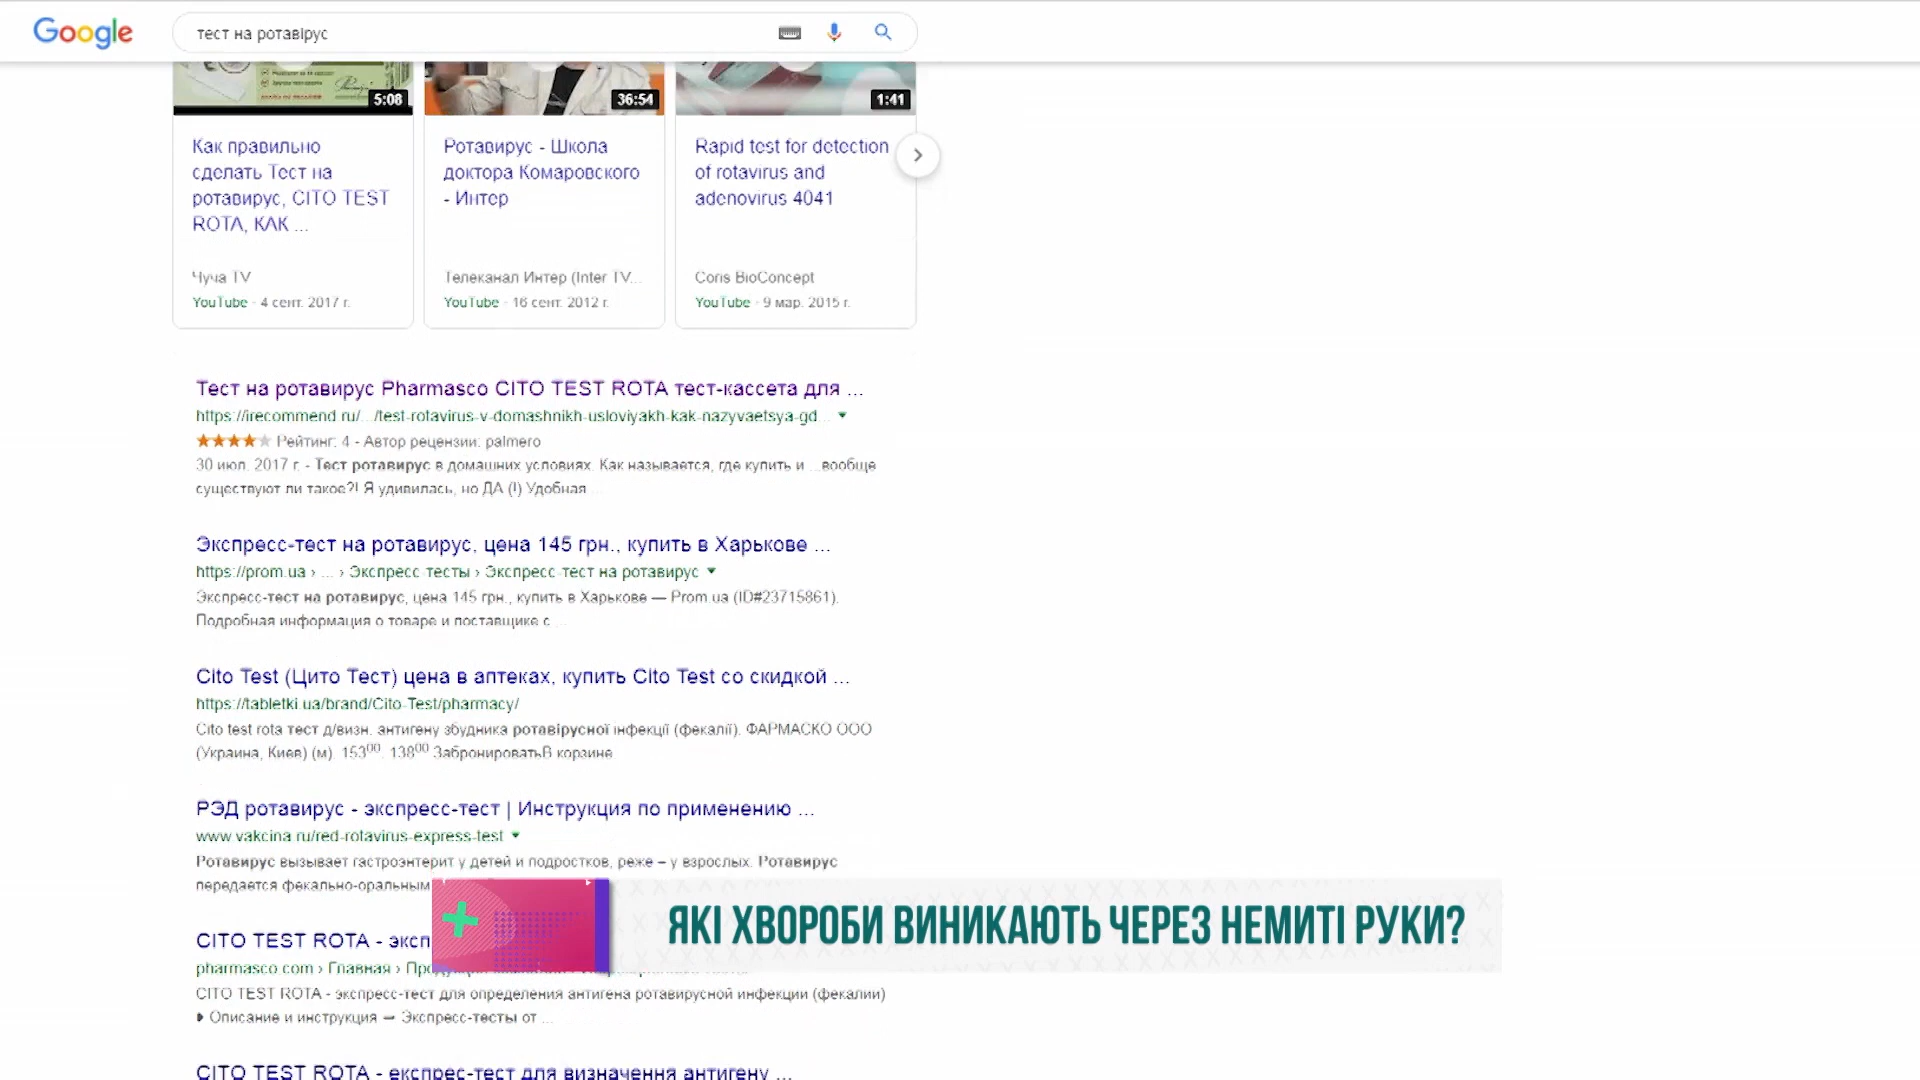 Google
тест на ротавірус
5:08
36:54
1:41
Как правильно
сделать Тест на
ротавирус, CITO TEST
ROTA, КАК ...
Чуча TV
YouTube - 4 сент. 2017 г.
Ротавирус - Школа
доктора Комаровского
- Интер
Телеканал Интер (Inter TV...
YouTube - 16 сент. 2012 г.
Rapid test for detection
of rotavirus and
adenovirus 4041
Coris BioConcept
YouTube - 9 мар. 2015 г.
Тест на ротавирус Pharmasco CITO TEST ROTA тест-кассета для ...
https://irecommend.ru/.../test-rotavirus-v-domashnikh-usloviyakh-kak-nazyvaetsya-gd...
Рейтинг: 4 - Автор рецензии: palmero
30 июл. 2017 г. - Тест ротавирус в домашних условиях. Как называется, где купить и ...вообще
существуют ли такое?! Я удивилась, но ДА (!) Удобная ...
Экспресс-тест на ротавирус, цена 145 грн., купить в Харькове ...
https://prom.ua › ... › Экспресс тесты › Экспресс-тест на ротавирус
Экспресс-тест на ротавирус, цена 145 грн., купить в Харькове — Prom.ua (ID#23715861).
Подробная информация о товаре и поставщике с ...
Cito Test (Цито Тест) цена в аптеках, купить Cito Test со скидкой ...
https://tabletki.ua/brand/Cito-Test/pharmacy/
Cito test rota тест д/визн. антигену збудника ротавірусної інфекції (фекалії). ФАРМАСКО ООО
(Украина, Киев) (м). 153⁰⁰. 138⁰⁰ ЗабронироватьВ корзине
РЭД ротавирус - экспресс-тест | Инструкция по применению ...
www.vakcina.ru/red-rotavirus-express-test
Ротавирус вызывает гастроэнтерит у детей и подростков, реже – у взрослых. Ротавирус
передается фекально-оральным
ЯКІ ХВОРОБИ ВИНИКАЮТЬ ЧЕРЕЗ НЕМИТІ РУКИ?
CITO TEST ROTA - эксп
pharmasco.com › Главная ›
CITO TEST ROTA - экспресс-тест для определения антигена ротавирусной инфекции (фекалии)
Описание и инструкция ➡ Экспресс-тесты от ...
CITO TEST ROTA - експрес-тест для визначення антигену ...